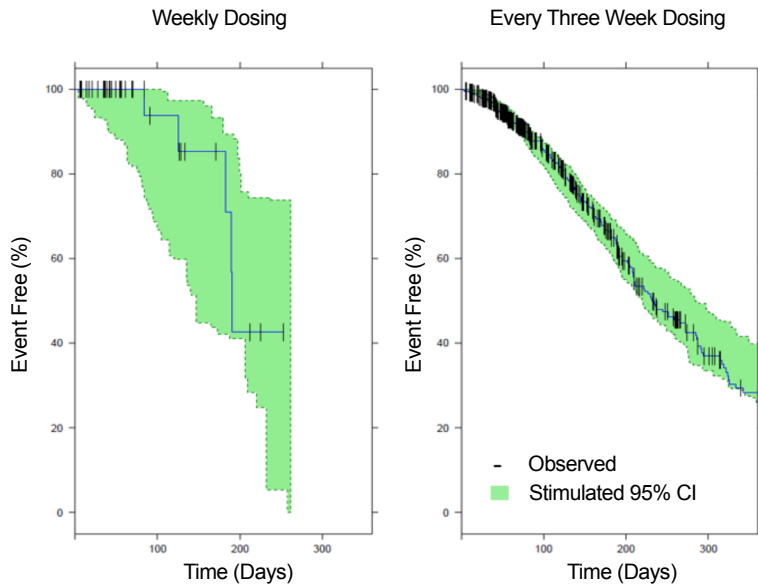 Weekly Dosing
Every Three Week Dosing
Event Free (%)
100
80
60
40
20
0
100
200
300
Time (Days)
Event Free (%)
100
80
60
40
20
0
100
200
300
Time (Days)
Observed
Stimulated 95% CI